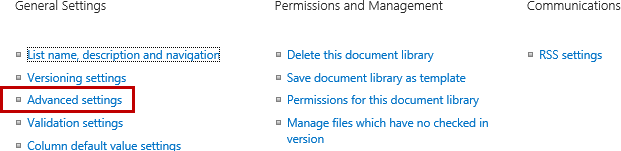 General Settings
Permissions and Management
Communications
List name, description and navigation
Delete this document library
RSS settings
Versioning settings
Save document library as template
Advanced settings
Permissions for this document library
Validation settings
Manage files which have no checked in
version
Column default value settings